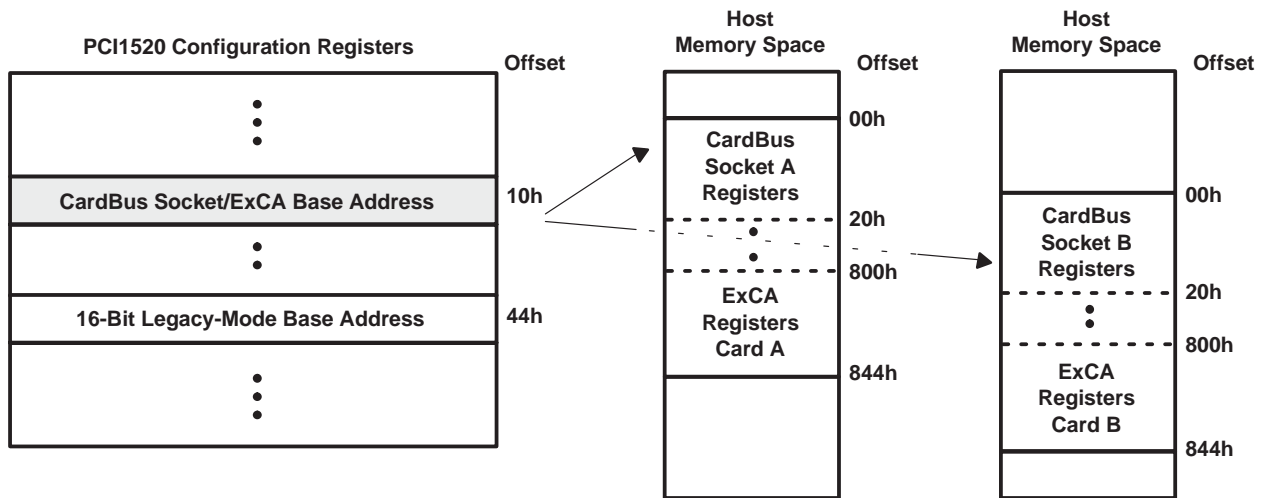 PCI1520 Configuration Registers
Offset
CardBus Socket/ExCA Base Address
10h
16-Bit Legacy-Mode Base Address
44h
Host
Memory Space
Offset
00h
CardBus
Socket A
Registers
20h
800h
ExCA
Registers
Card A
844h
Host
Memory Space
Offset
00h
CardBus
Socket B
Registers
20h
800h
ExCA
Registers
Card B
844h